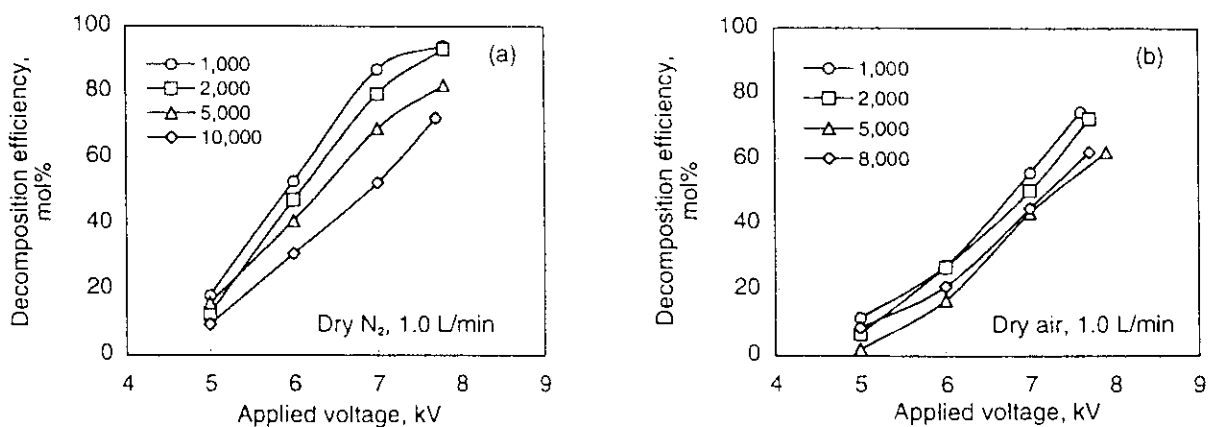 100
80
60
40
20
0
Decomposition efficiency,
mol%
(a)
1,000
2,000
5,000
10,000
Dry N₂, 1.0 L/min
4 5 6 7 8 9
Applied voltage, kV
100
80
60
40
20
0
Decomposition efficiency,
mol%
(b)
1,000
2,000
5,000
8,000
Dry air, 1.0 L/min
4 5 6 7 8 9
Applied voltage, kV